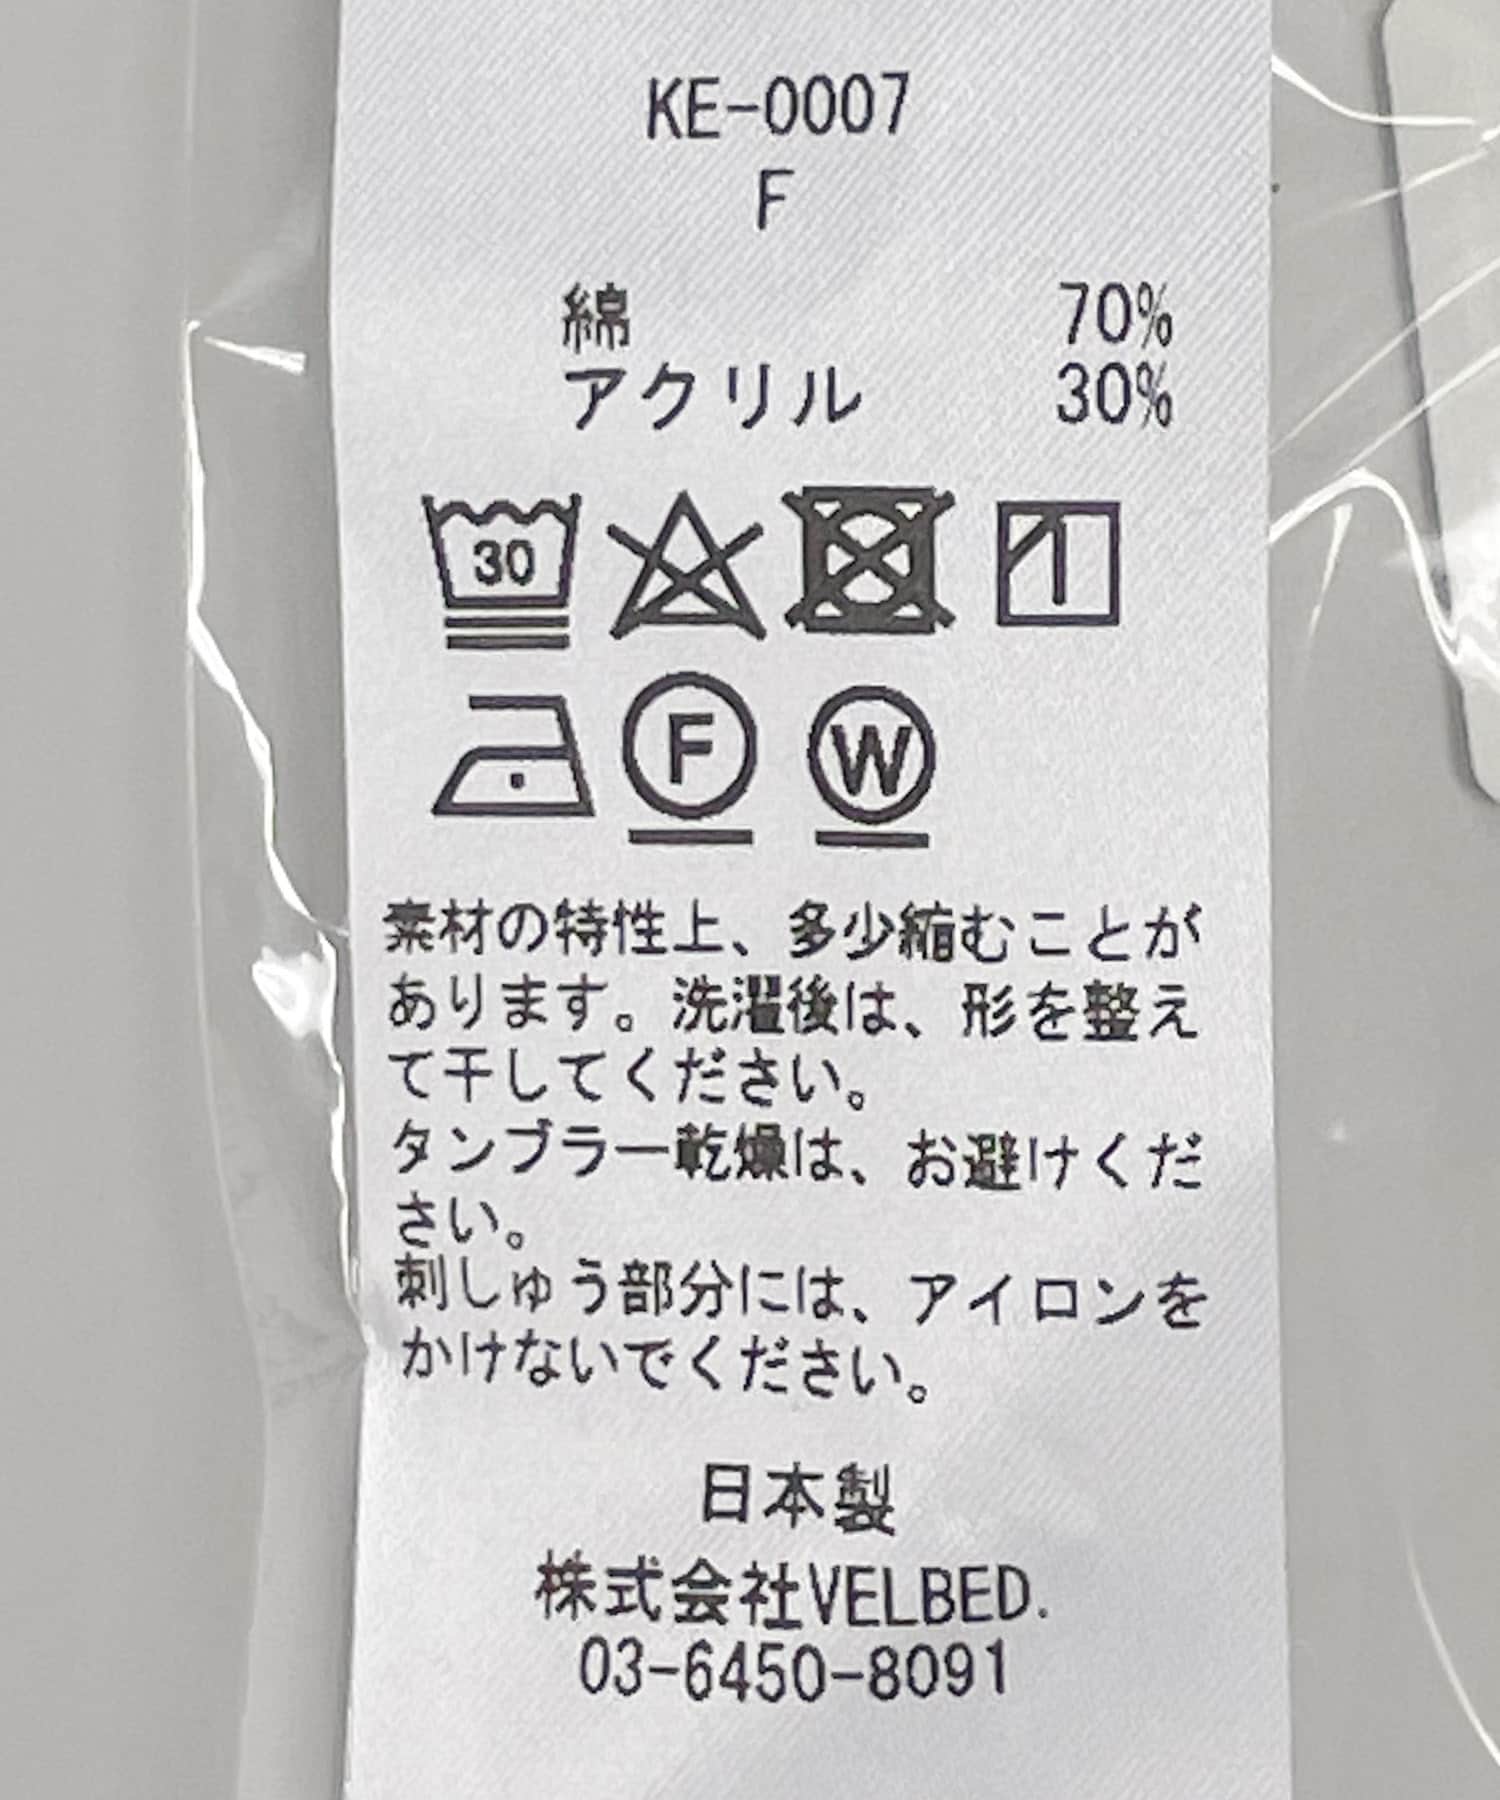 KE-0007
F
綿 70%
アクリル 30%
30
F W
素材の特性上、多少縮むことが
あります。洗濯後は、形を整え
て干してください。
タンブラー乾燥は、お避けくだ
さい。
刺しゅう部分には、アイロンを
かけないでください。
日本製
株式会社VELBED.
03-6450-8091